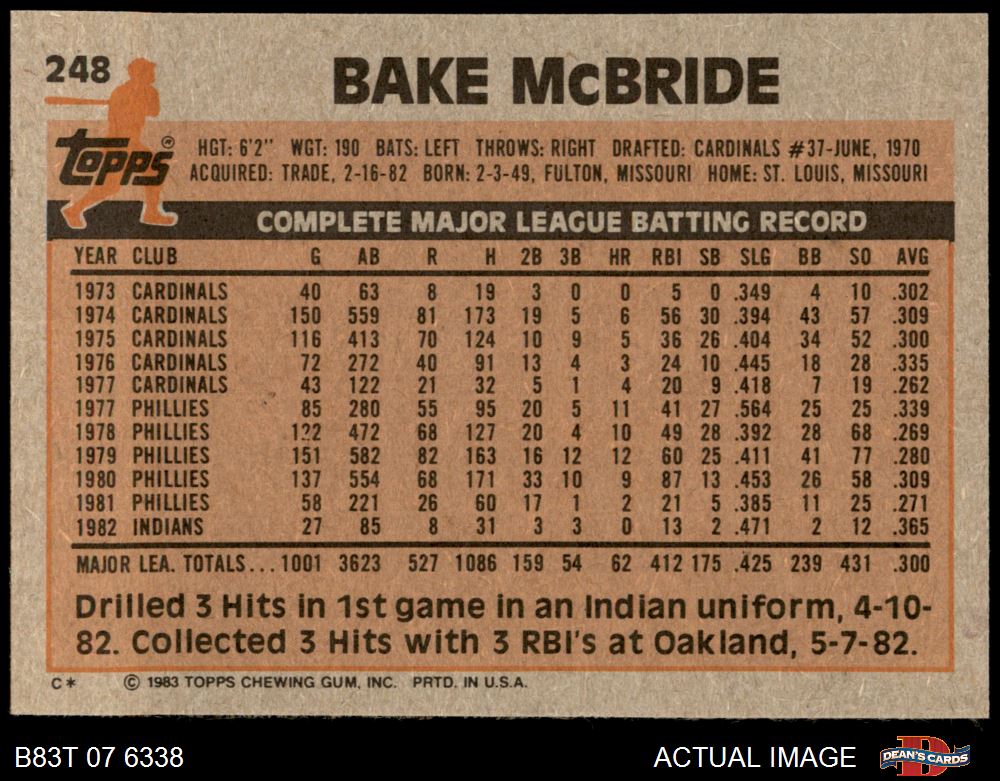 248
BAKE McBRIDE
Topps®
HGT: 6'2" WGT: 190 BATS: LEFT THROWS: RIGHT DRAFTED: CARDINALS #37-JUNE, 1970
ACQUIRED: TRADE, 2-16-82 BORN: 2-3-49, FULTON, MISSOURI HOME: ST. LOUIS, MISSOURI
COMPLETE MAJOR LEAGUE BATTING RECORD
YEAR CLUB G AB R H 2B 3B HR RBI SB SLG BB SO AVG
1973 CARDINALS 40 63 8 19 3 0 0 5 0 .349 4 10 .302
1974 CARDINALS 150 559 81 173 19 5 6 56 30 .394 43 57 .309
1975 CARDINALS 116 413 70 124 10 9 5 36 26 .404 34 52 .300
1976 CARDINALS 72 272 40 91 13 4 3 24 10 .445 18 28 .335
1977 CARDINALS 43 122 21 32 5 1 4 20 9 .418 7 19 .262
1977 PHILLIES 85 280 55 95 20 5 11 41 27 .564 25 25 .339
1978 PHILLIES 122 472 68 127 20 4 10 49 28 .392 28 68 .269
1979 PHILLIES 151 582 82 163 16 12 12 60 25 .411 41 77 .280
1980 PHILLIES 137 554 68 171 33 10 9 87 13 .453 26 58 .309
1981 PHILLIES 58 221 26 60 17 1 2 21 5 .385 11 25 .271
1982 INDIANS 27 85 8 31 3 3 0 13 2 .471 2 12 .365
MAJOR LEA. TOTALS... 1001 3623 527 1086 159 54 62 412 175 .425 239 431 .300
Drilled 3 Hits in 1st game in an Indian uniform, 4-10-
82. Collected 3 Hits with 3 RBI's at Oakland, 5-7-82.
C* © 1983 TOPPS CHEWING GUM, INC. PRTD. IN U.S.A.
B83T 07 6338 ACTUAL IMAGE DEAN'S CARDS